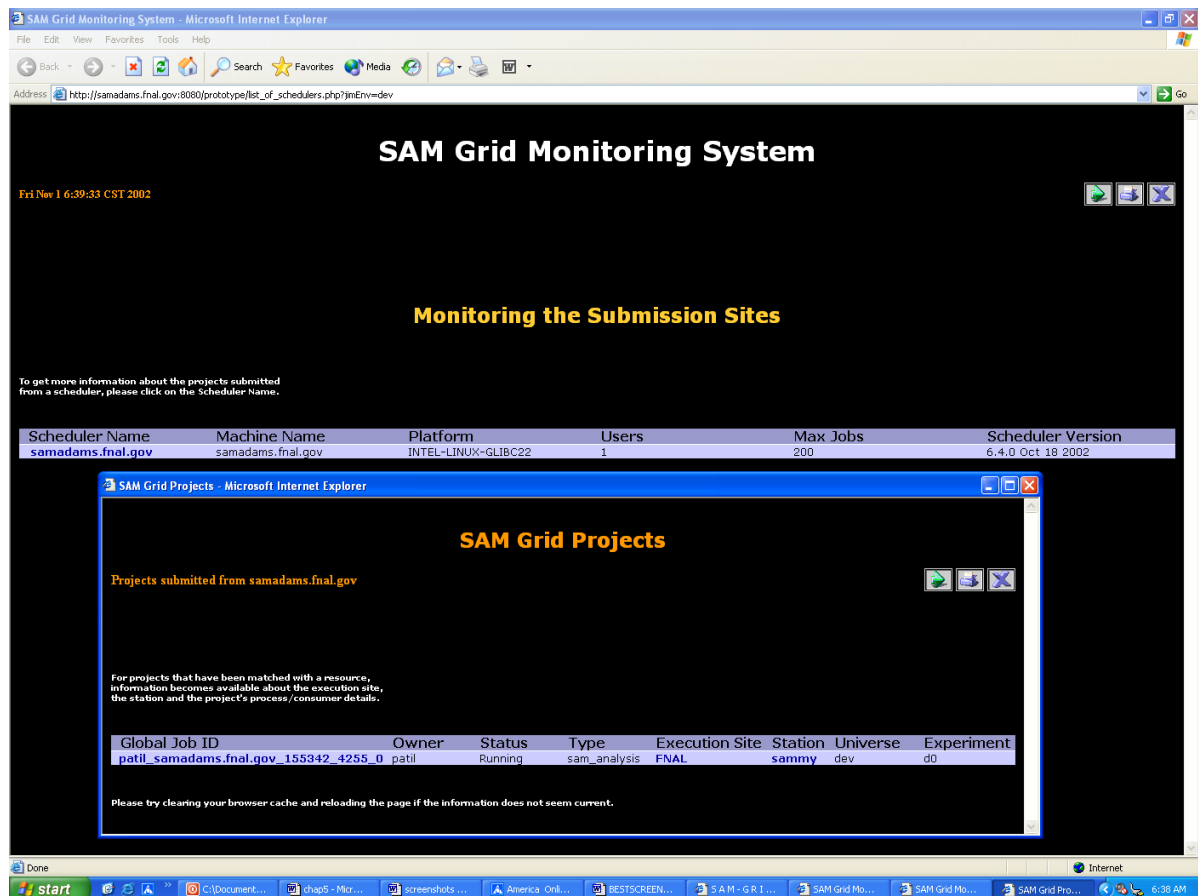 SAM Grid Monitoring System - Microsoft Internet Explorer
File Edit View Favorites Tools Help
Back Search Favorites Media
Address http://samadams.fnal.gov:8080/prototype/list_of_schedulers.php?jimEnv=dev Go
SAM Grid Monitoring System
Fri Nov 1 6:39:33 CST 2002
Monitoring the Submission Sites
To get more information about the projects submitted
from a scheduler, please click on the Scheduler Name.
Scheduler Name Machine Name Platform Users Max Jobs Scheduler Version
samadams.fnal.gov samadams.fnal.gov INTEL-LINUX-GLIBC22 1 200 6.4.0 Oct 18 2002
SAM Grid Projects - Microsoft Internet Explorer
SAM Grid Projects
Projects submitted from samadams.fnal.gov
For projects that have been matched with a resource,
information becomes available about the execution site,
the station and the project's process/consumer details.
Global Job ID Owner Status Type Execution Site Station Universe Experiment
patil_samadams.fnal.gov_155342_4255_0 patil Running sam_analysis FNAL sammy dev d0
Please try clearing your browser cache and reloading the page if the information does not seem current.
Done Internet
start C:\Document... chap5 - Micr... screenshots ... America Onli... BESTSCREEN... S A M - G R I ... SAM Grid Mo... SAM Grid Mo... SAM Grid Pro... 6:38 AM